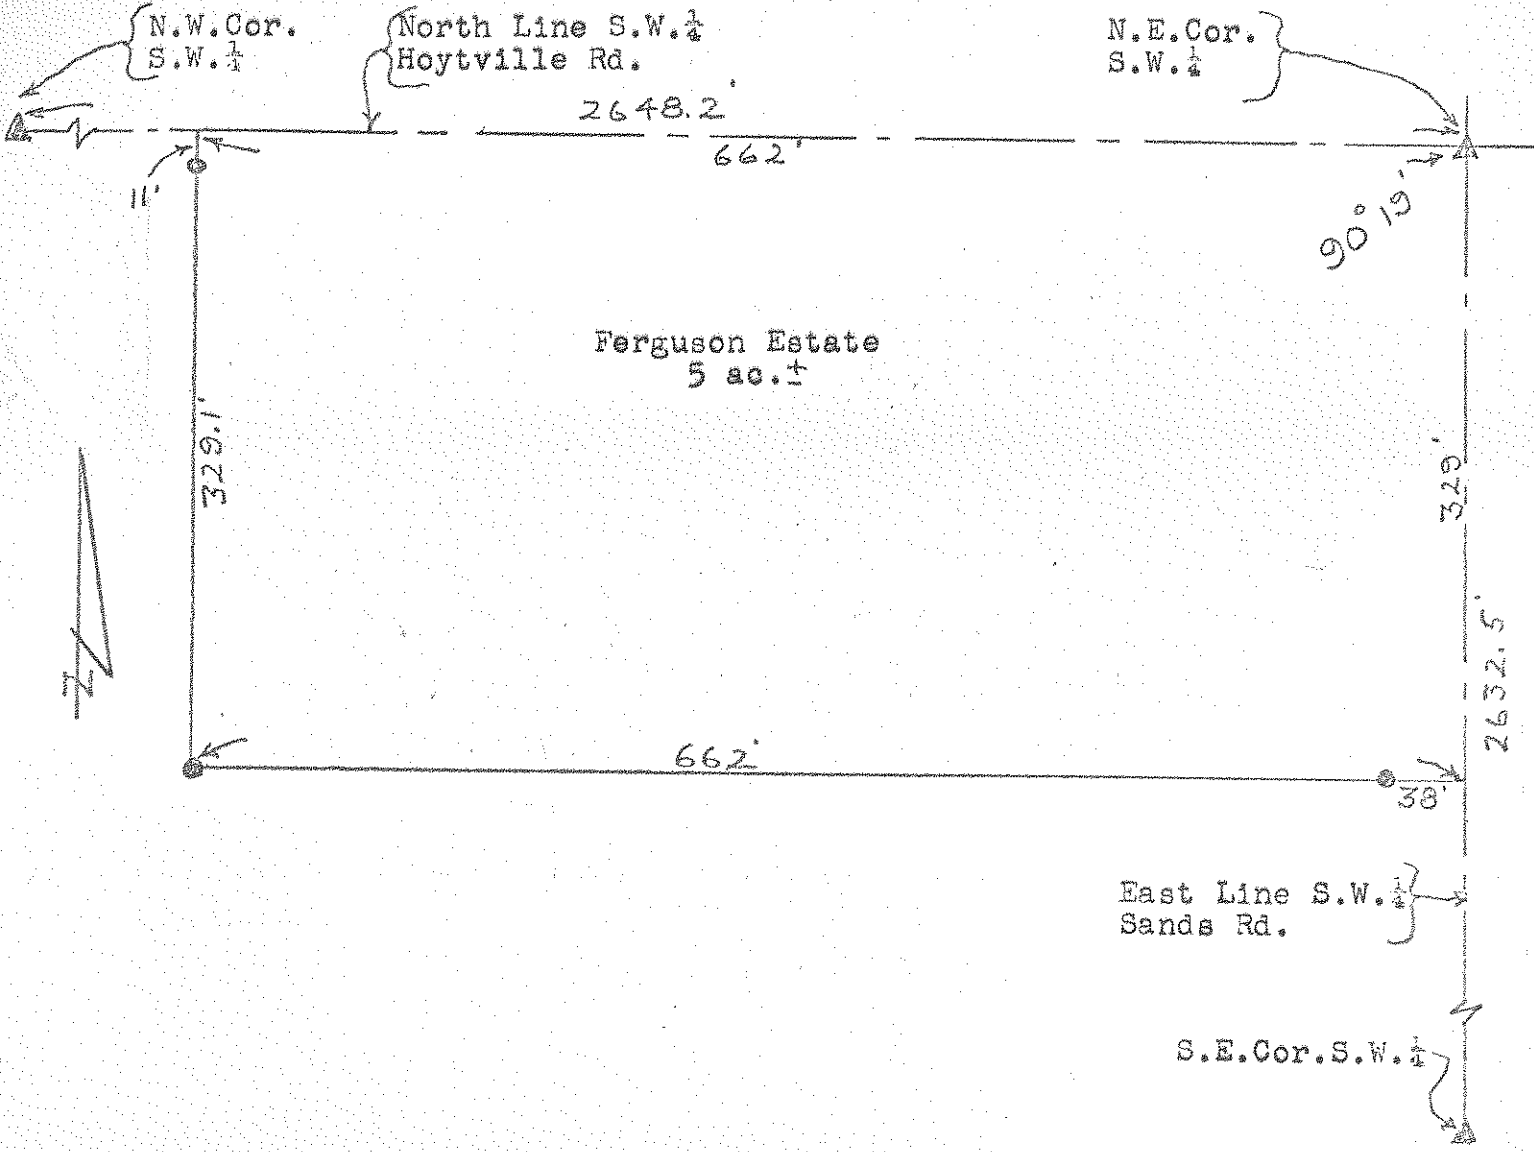 N.W.Cor.
S.W.¼
North Line S.W.¼
Hoytville Rd.
N.E.Cor.
S.W.¼
2648.2'
662'
11'
90° 19'
Ferguson Estate
5 ac.±
329.1'
329'
2632.5'
N
662'
38'
East Line S.W.¼
Sands Rd.
S.E.Cor.S.W.¼